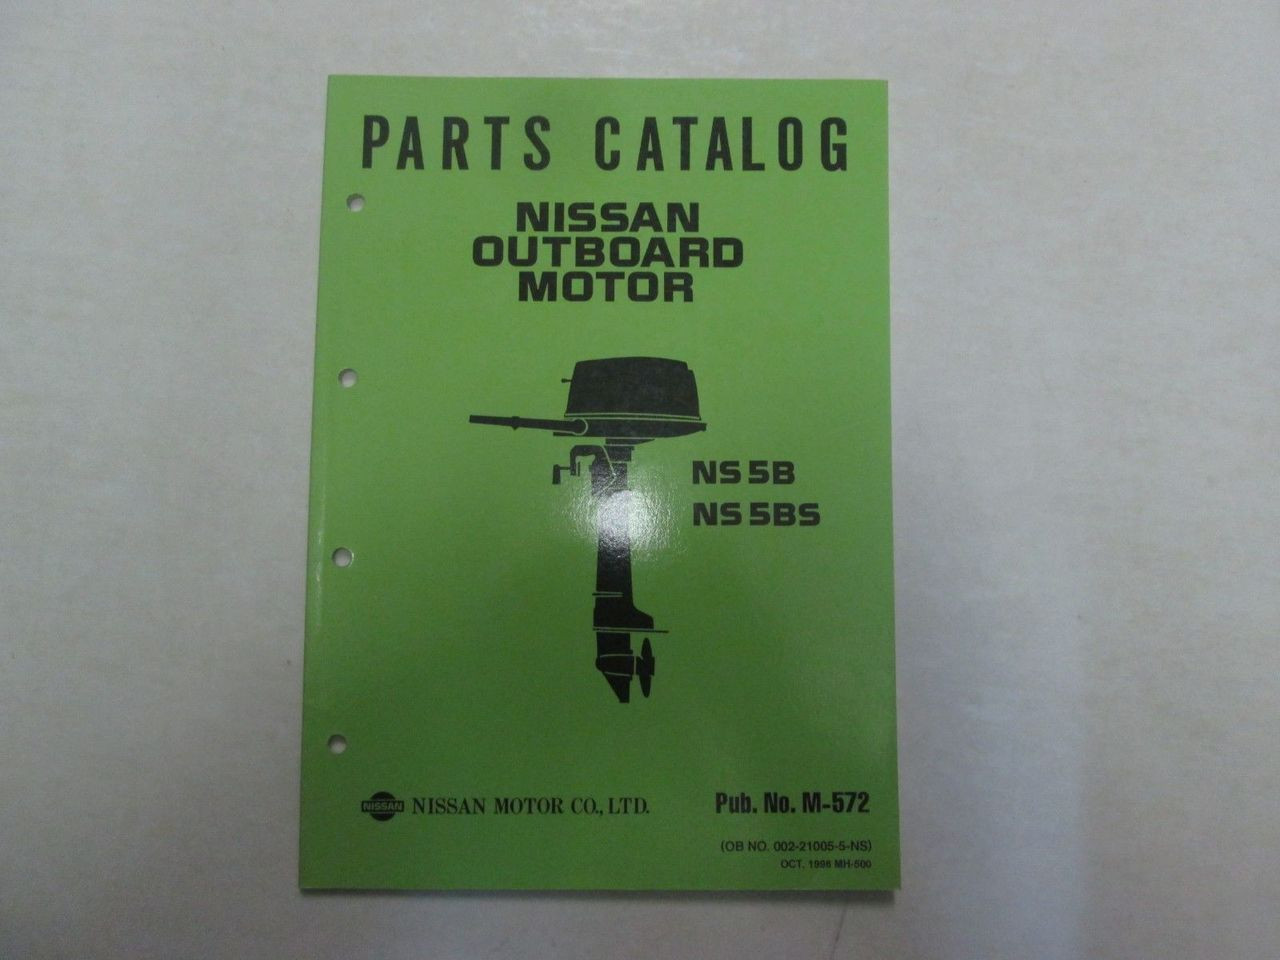 PARTS CATALOG
NISSAN
OUTBOARD
MOTOR
NS 5B
NS 5BS
NISSAN NISSAN MOTOR CO., LTD.
Pub. No. M-572
(OB NO. 002-21005-5-NS)
OCT. 1996 MH-500